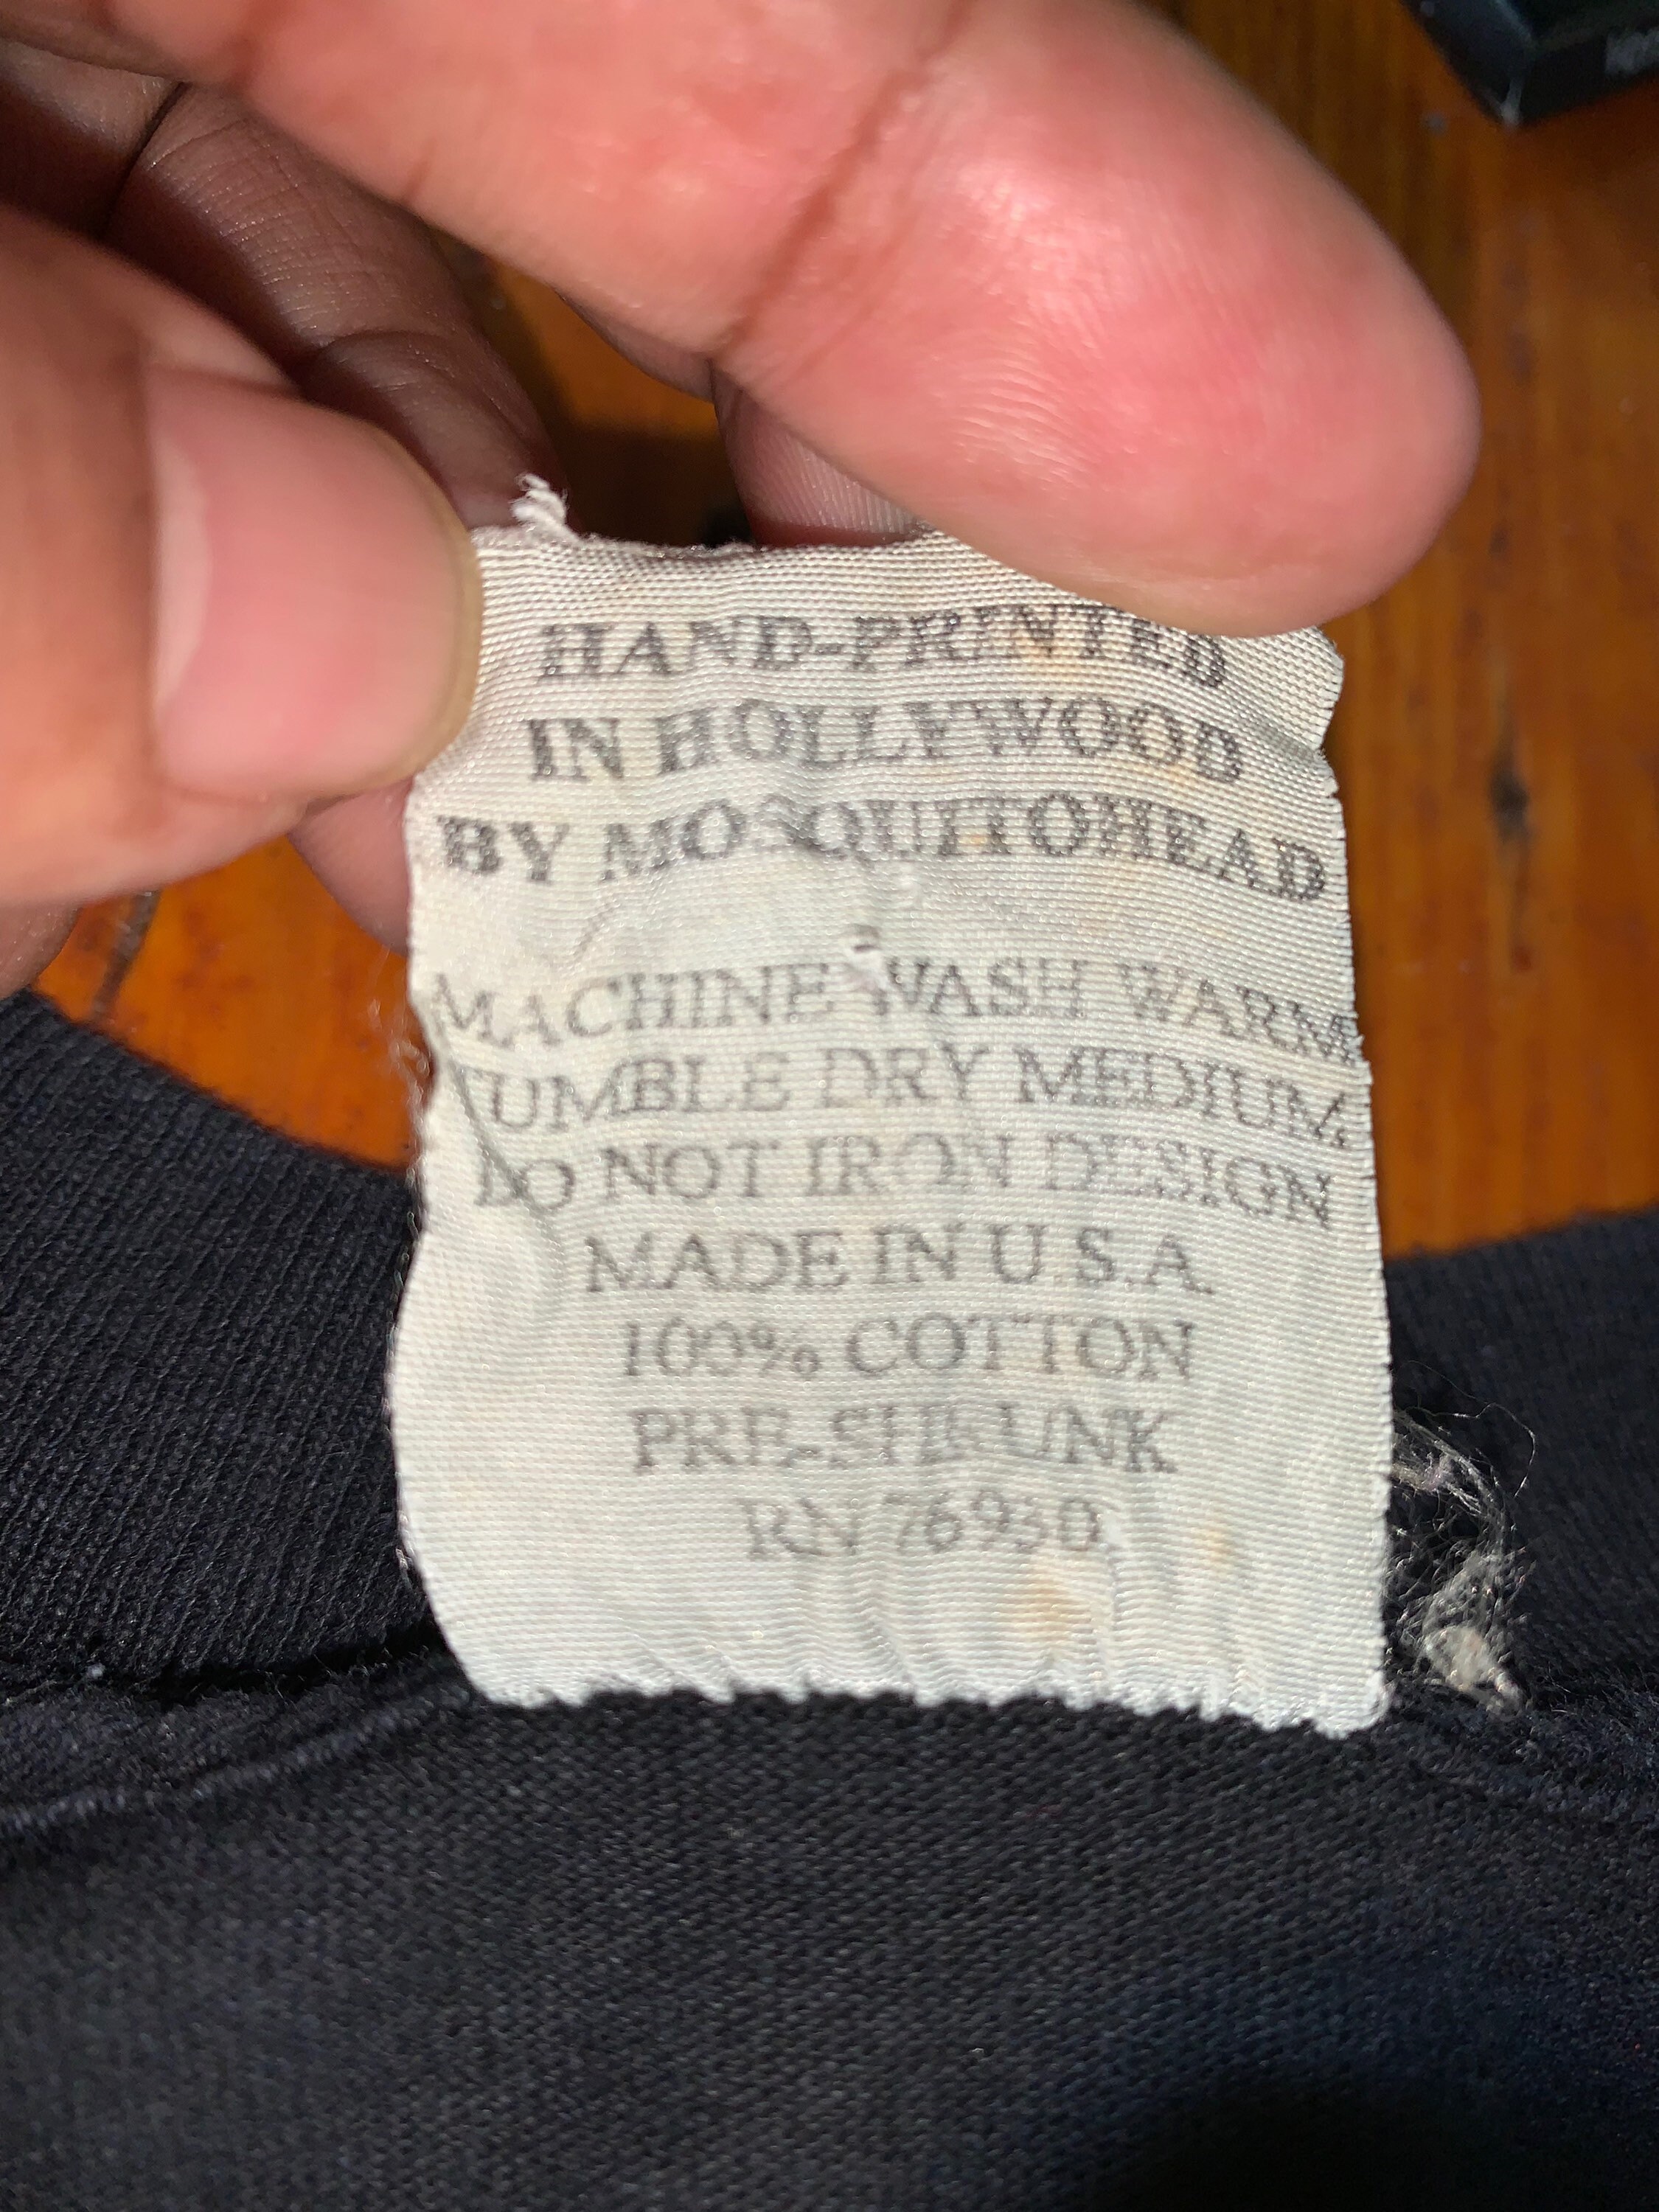 HAND-PRINTED
IN HOLLYWOOD
BY MOSQUITOHEAD
MACHINE WASH WARM
TUMBLE DRY MEDIUM,
DO NOT IRON DESIGN
MADE IN U.S.A.
100% COTTON
PRE-SHRUNK
RN 76930